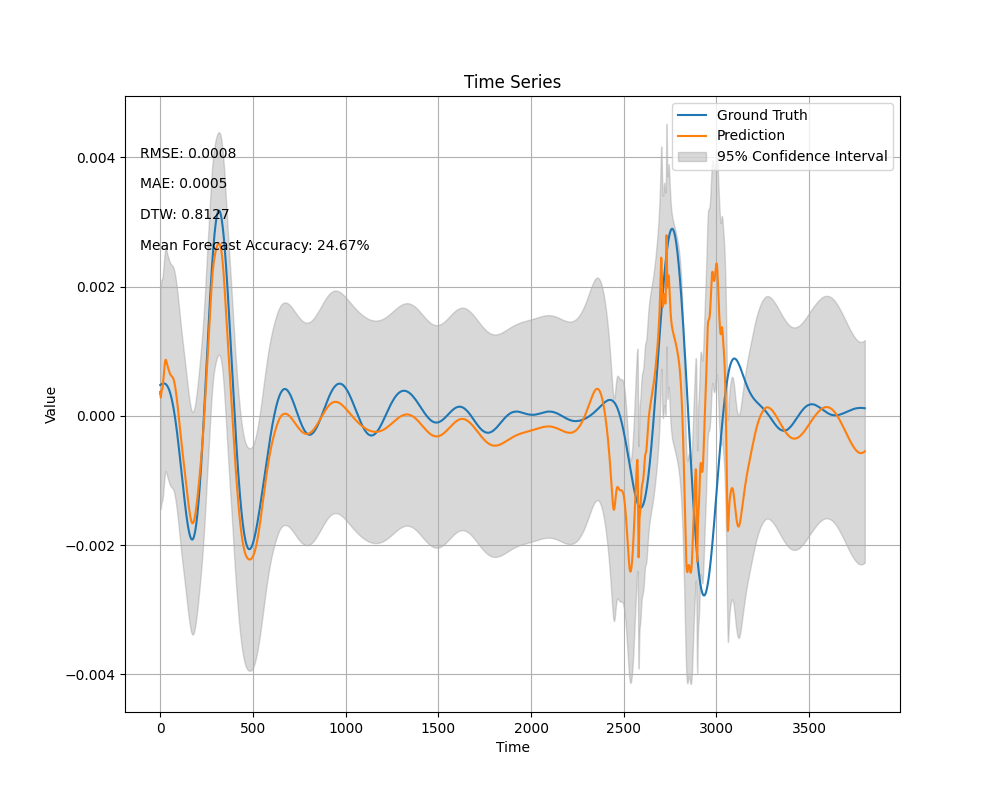 Time Series
Ground Truth
Prediction
95% Confidence Interval
RMSE: 0.0008
MAE: 0.0005
DTW: 0.8127
Mean Forecast Accuracy: 24.67%
Value
0.004
0.002
0.000
−0.002
−0.004
0 500 1000 1500 2000 2500 3000 3500
Time